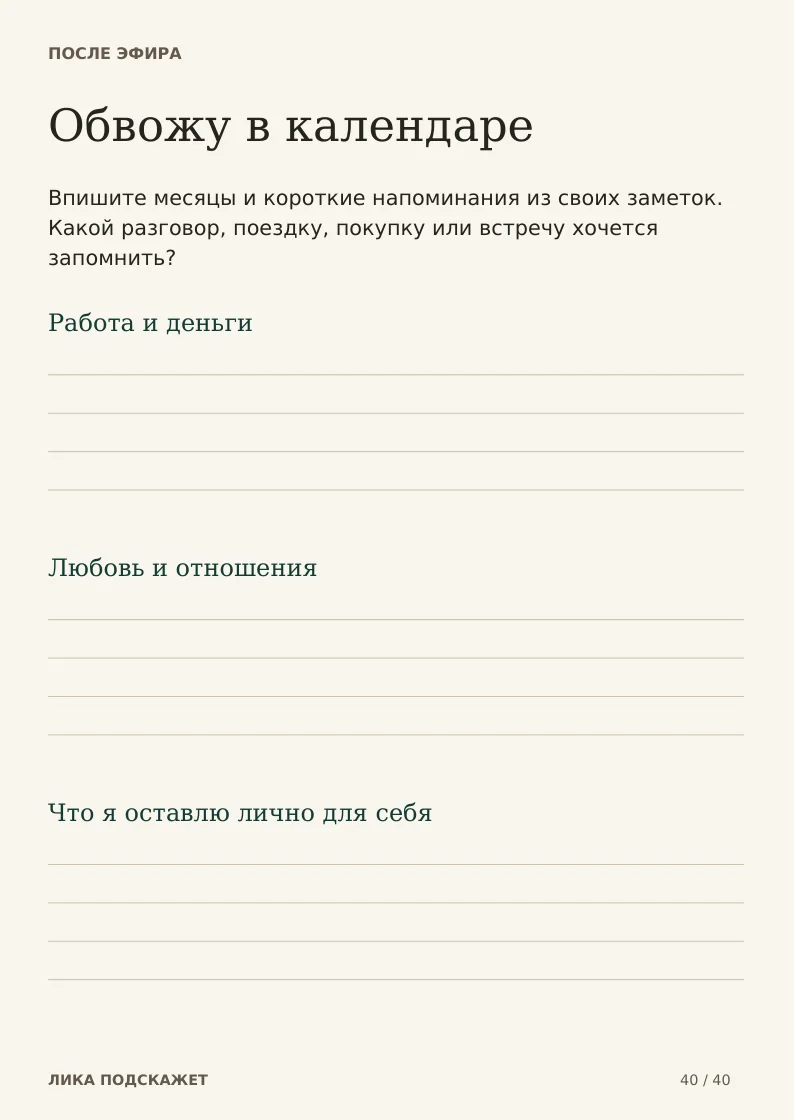 ПОСЛЕ ЭФИРА
Обвожу в календаре
Впишите месяцы и короткие напоминания из своих заметок.
Какой разговор, поездку, покупку или встречу хочется
запомнить?
Работа и деньги
Любовь и отношения
Что я оставлю лично для себя
ЛИКА ПОДСКАЖЕТ
40 / 40